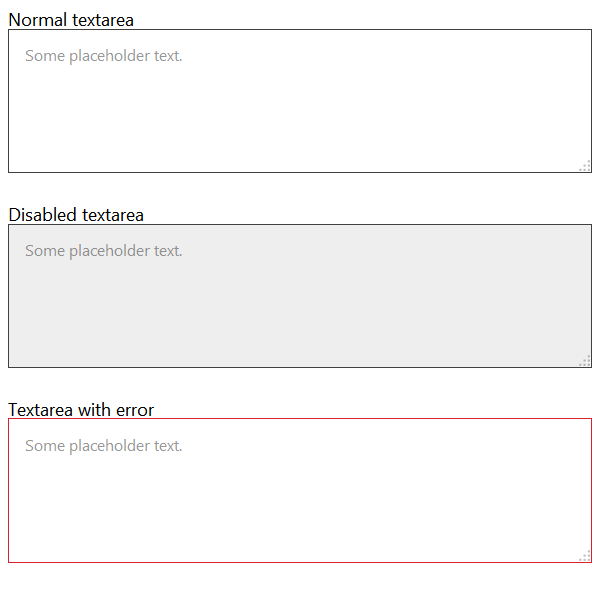 Normal textarea
Some placeholder text.
Disabled textarea
Some placeholder text.
Textarea with error
Some placeholder text.